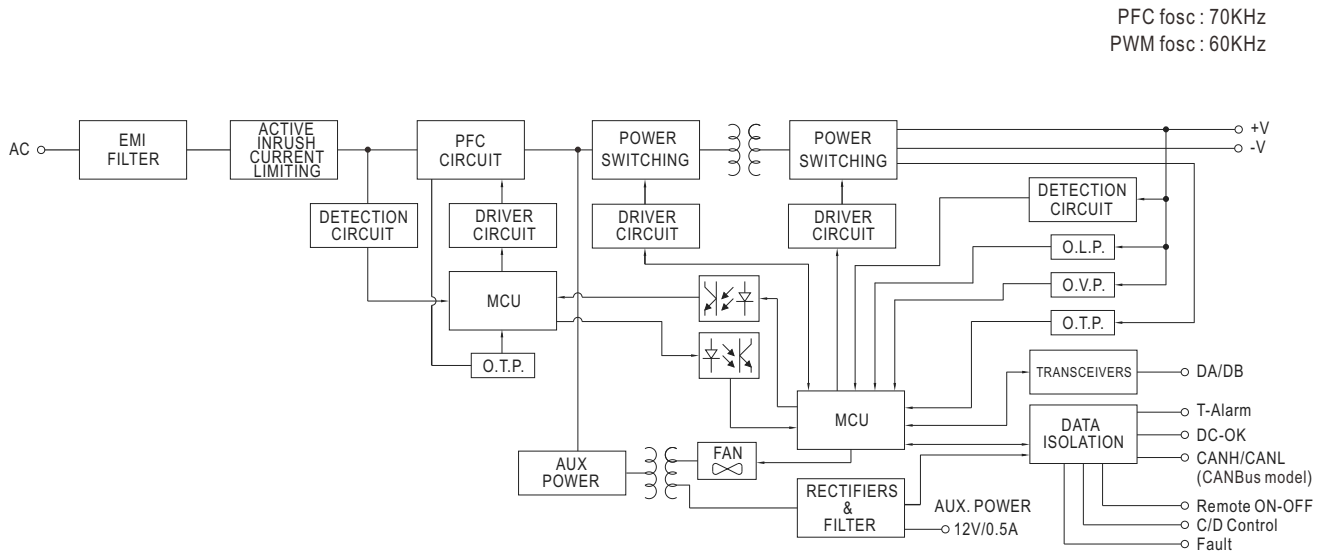 PFC fosc : 70KHz
PWM fosc : 60KHz
AC
EMI
FILTER
ACTIVE
INRUSH
CURRENT
LIMITING
PFC
CIRCUIT
POWER
SWITCHING
POWER
SWITCHING
+V
-V
DETECTION
CIRCUIT
DRIVER
CIRCUIT
DRIVER
CIRCUIT
DRIVER
CIRCUIT
DETECTION
CIRCUIT
O.L.P.
O.V.P.
O.T.P.
MCU
O.T.P.
TRANSCEIVERS
DA/DB
MCU
DATA
ISOLATION
T-Alarm
DC-OK
CANH/CANL
(CANBus model)
Remote ON-OFF
C/D Control
Fault
AUX
POWER
FAN
RECTIFIERS
&
FILTER
AUX. POWER
12V/0.5A